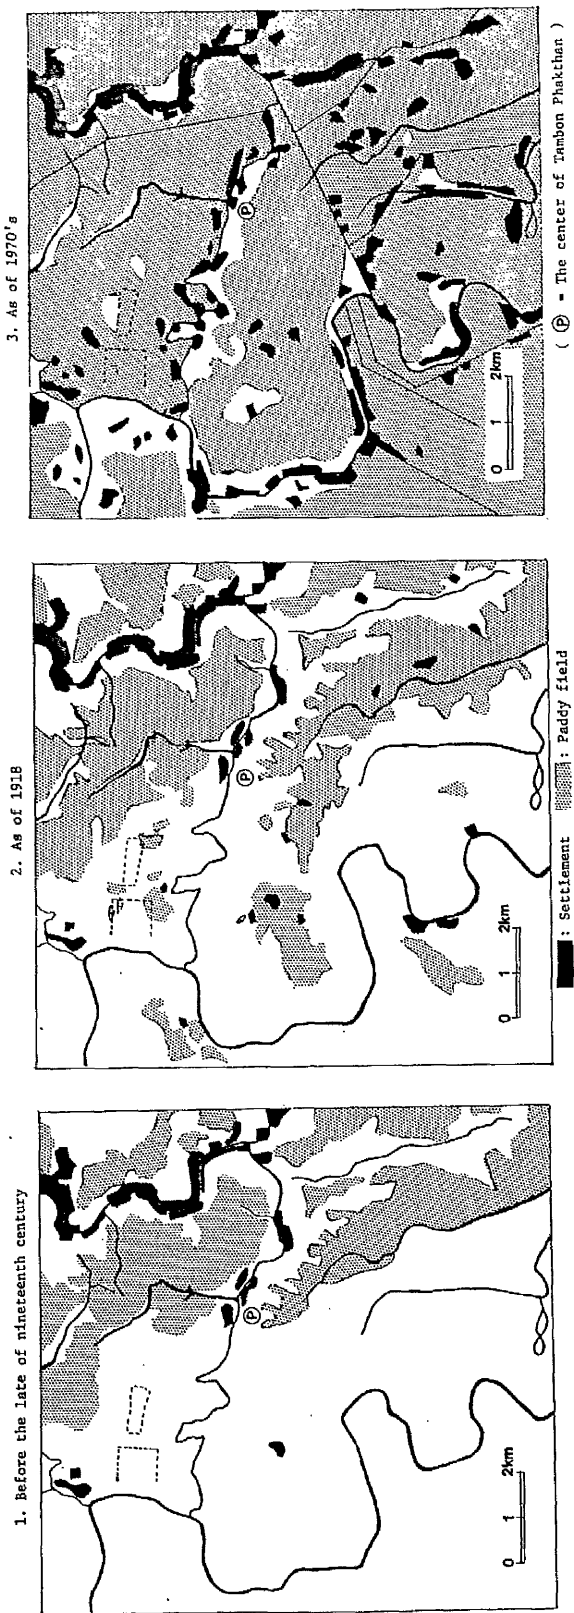 1. Before the late of nineteenth century
P
0 1 2km
2. As of 1918
P
0 1 2km
: Settlement : Paddy field
3. As of 1970's
P
0 1 2km
( P = The center of Tambon Phakthan )